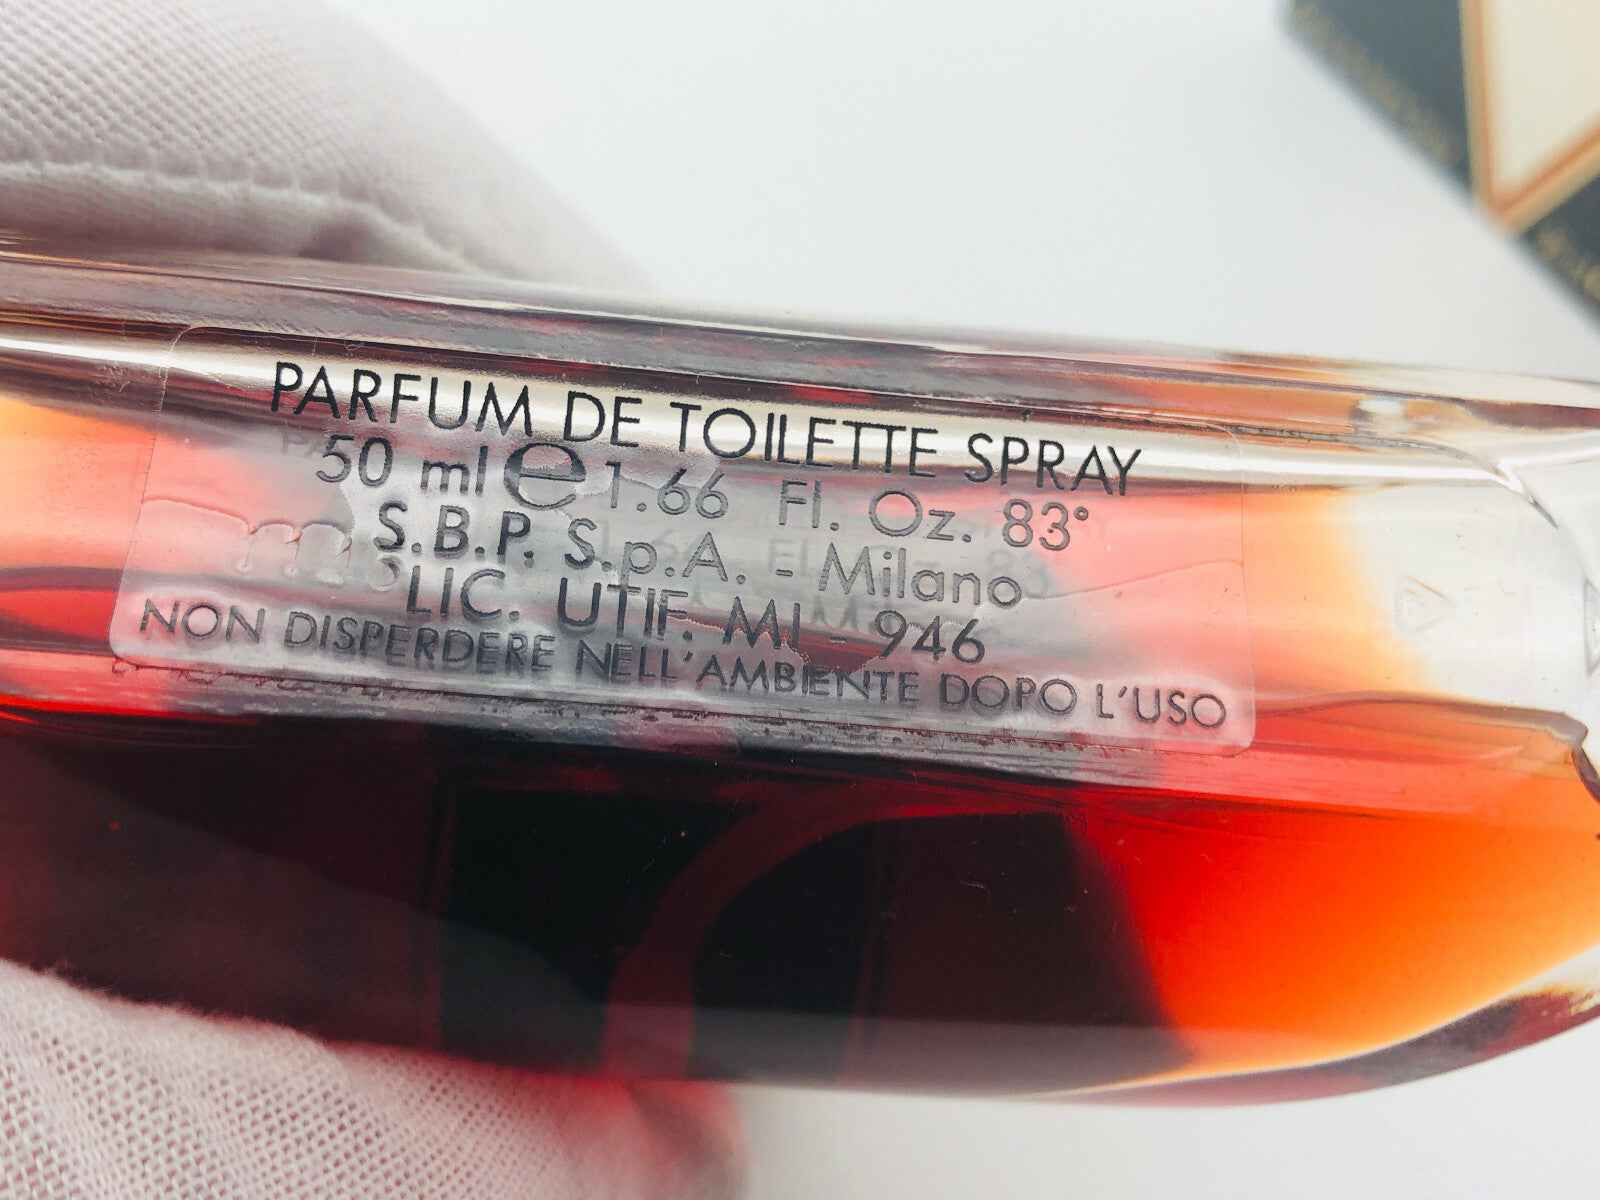 PARFUM DE TOILETTE SPRAY
50 ml ℮ 1.66 Fl. Oz. 83°
S.B.P. S.p.A. - Milano
LIC. UTIF. MI - 946
NON DISPERDERE NELL'AMBIENTE DOPO L'USO